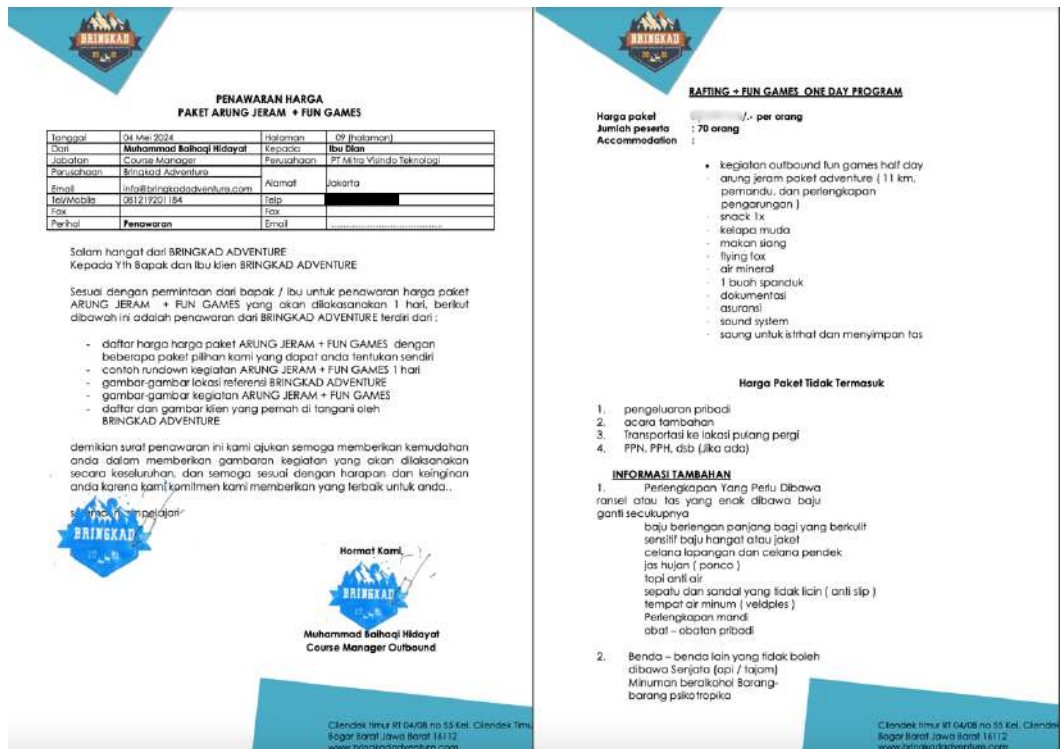 BRINGKAD
PENAWARAN HARGA
PAKET ARUNG JERAM + FUN GAMES
Tanggal 04 Mei 2024 Halaman 09 (halaman)
Dari Muhammad Baihaqi Hidayat Kepada Ibu Dian
Jabatan Course Manager Perusahaan PT Mitra Visindo Teknologi
Perusahaan Bringkad Adventure
Email info@bringkadadventure.com Alamat Jakarta
Tel/Mobile 081219201184 Telp
Fax Fax
Perihal Penawaran Email ........................................
Salam hangat dari BRINGKAD ADVENTURE
Kepada Yth Bapak dan Ibu klien BRINGKAD ADVENTURE
Sesuai dengan permintaan dari bapak / ibu untuk penawaran harga paket
ARUNG JERAM + FUN GAMES yang akan dilakasanakan 1 hari, berikut
dibawah ini adalah penawaran dari BRINGKAD ADVENTURE terdiri dari :
- daftar harga harga paket ARUNG JERAM + FUN GAMES dengan
beberapa paket pilihan kami yang dapat anda tentukan sendiri
- contoh rundown kegiatan ARUNG JERAM + FUN GAMES 1 hari
- gambar-gambar lokasi referensi BRINGKAD ADVENTURE
- gambar-gambar kegiatan ARUNG JERAM + FUN GAMES
- daftar dan gambar klien yang pernah di tangani oleh
BRINGKAD ADVENTURE
demikian surat penawaran ini kami ajukan semoga memberikan kemudahan
anda dalam memberikan gambaran kegiatan yang akan dilaksanakan
secara keseluruhan, dan semoga sesuai dengan harapan dan keinginan
anda karena kami komitmen kami memberikan yang terbaik untuk anda..
BRINGKAD
Hormat Kami,
BRINGKAD
Muhammad Baihaqi Hidayat
Course Manager Outbound
Cilendek timur RT 04/08 no 55 Kel. Cilendek Timu
Bogor Barat Jawa Barat 16112
www.bringkadadventure.com
BRINGKAD
RAFTING + FUN GAMES ONE DAY PROGRAM
Harga paket /.- per orang
Jumlah peserta : 70 orang
Accommodation :
• kegiatan outbound fun games half day
- arung jeram paket adventure ( 11 km,
pemandu, dan perlengkapan
pengarungan )
- snack 1x
- kelapa muda
- makan siang
- flying fox
- air mineral
- 1 buah spanduk
- dokumentasi
- asuransi
- sound system
- saung untuk istrhat dan menyimpan tas
Harga Paket Tidak Termasuk
1. pengeluaran pribadi
2. acara tambahan
3. Transportasi ke lokasi pulang pergi
4. PPN, PPH, dsb (Jika ada)
INFORMASI TAMBAHAN
1. Perlengkapan Yang Perlu Dibawa
ransel atau tas yang enak dibawa baju
ganti secukupnya
baju berlengan panjang bagi yang berkulit
sensitif baju hangat atau jaket
celana lapangan dan celana pendek
jas hujan ( ponco )
topi anti air
sepatu dan sandal yang tidak licin ( anti slip )
tempat air minum ( veldples )
Perlengkapan mandi
obat – obatan pribadi
2. Benda – benda lain yang tidak boleh
dibawa Senjata (api / tajam)
Minuman beralkohol Barang-
barang psikotropika
Cilendek timur RT 04/08 no 55 Kel. Cilende
Bogor Barat Jawa Barat 16112
www.bringkadadventure.com